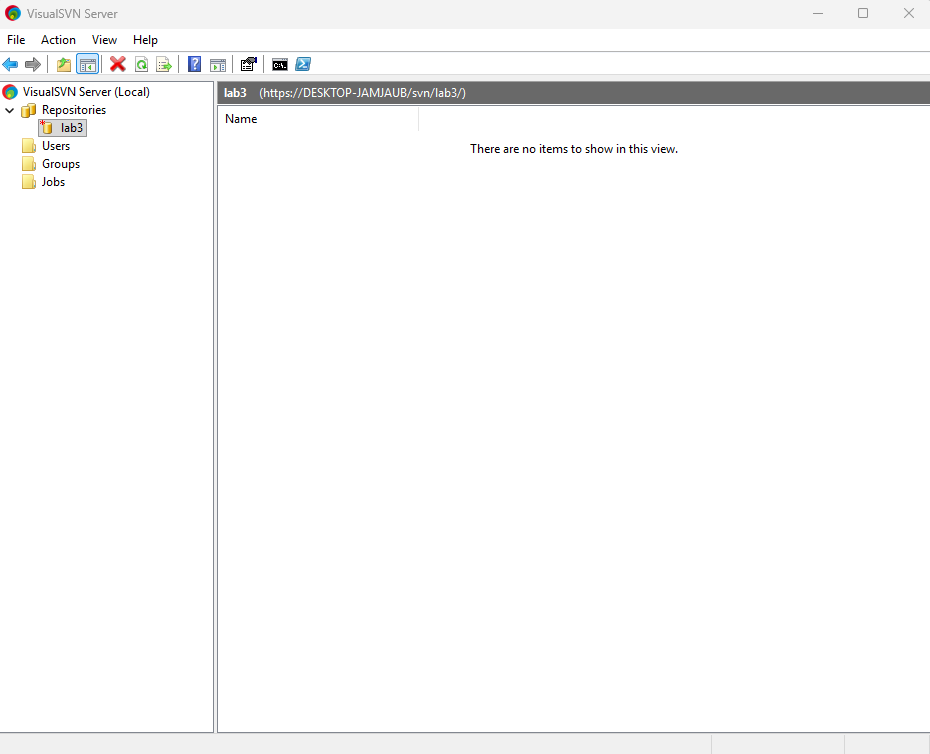 VisualSVN Server
File Action View Help
VisualSVN Server (Local)
Repositories
lab3
Users
Groups
Jobs
lab3 (https://DESKTOP-JAMJAUB/svn/lab3/)
Name
There are no items to show in this view.